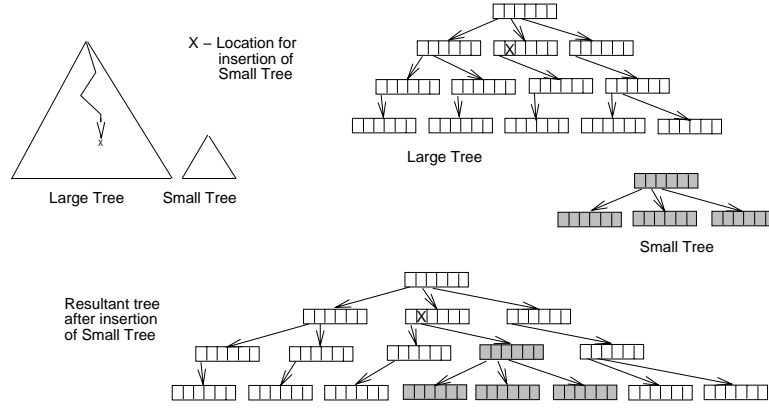 X – Location for
insertion of
Small Tree
X
x
Large Tree
Small Tree
Large Tree
Small Tree
Resultant tree
after insertion
of Small Tree
X